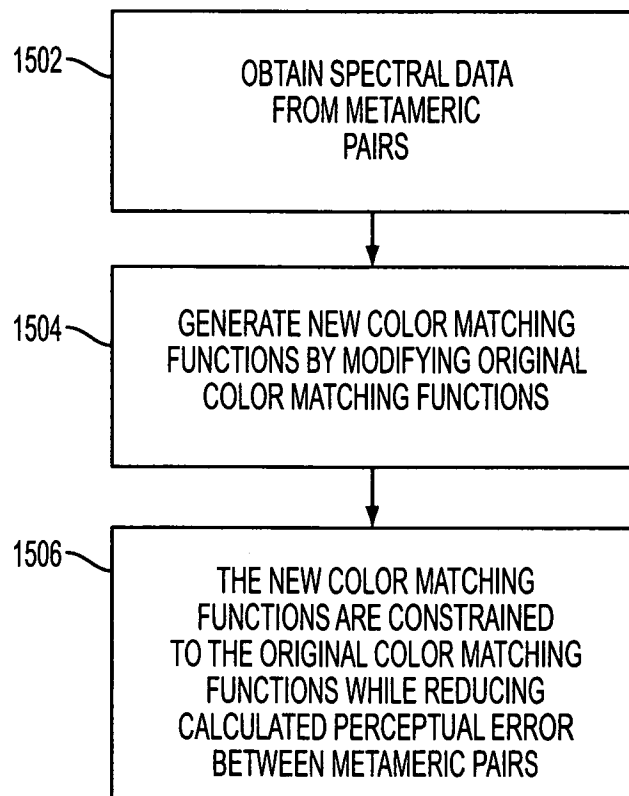 1502
OBTAIN SPECTRAL DATA
FROM METAMERIC
PAIRS
1504
GENERATE NEW COLOR MATCHING
FUNCTIONS BY MODIFYING ORIGINAL
COLOR MATCHING FUNCTIONS
1506
THE NEW COLOR MATCHING
FUNCTIONS ARE CONSTRAINED
TO THE ORIGINAL COLOR MATCHING
FUNCTIONS WHILE REDUCING
CALCULATED PERCEPTUAL ERROR
BETWEEN METAMERIC PAIRS